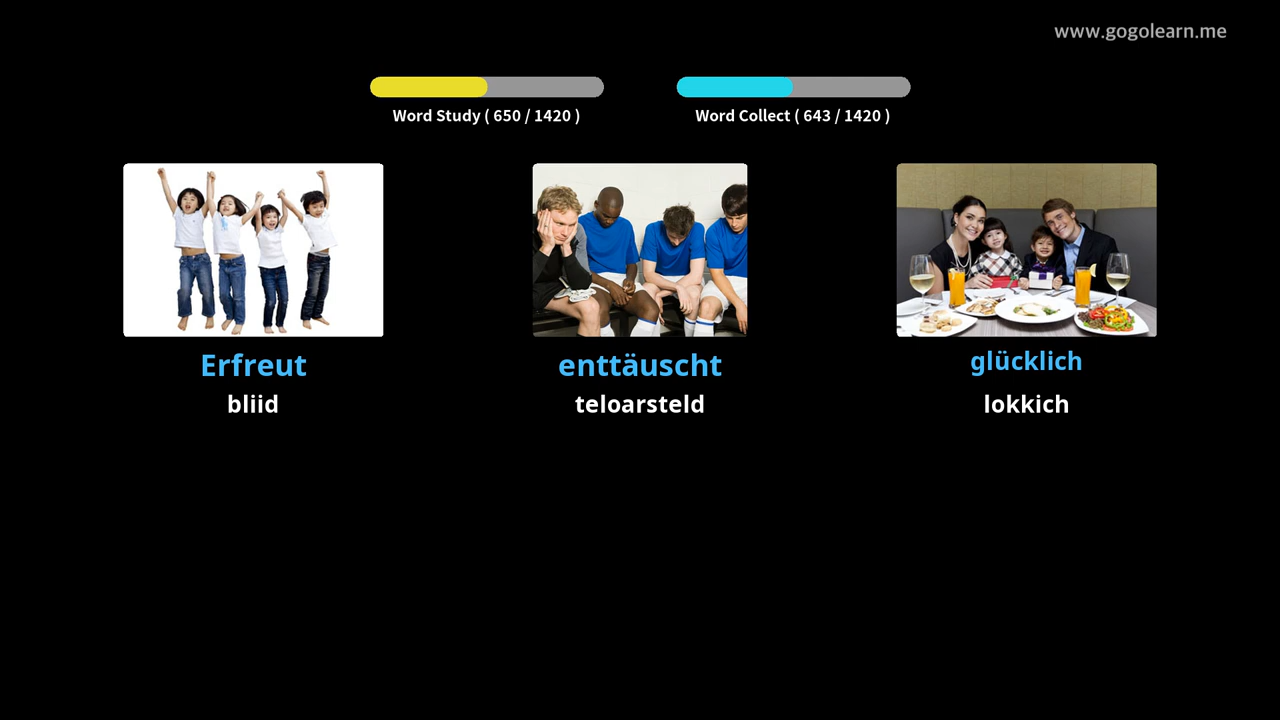 www.gogolearn.me
Word Study ( 650 / 1420 )
Word Collect ( 643 / 1420 )
Erfreut
bliid
enttäuscht
teloarsteld
glücklich
lokkich